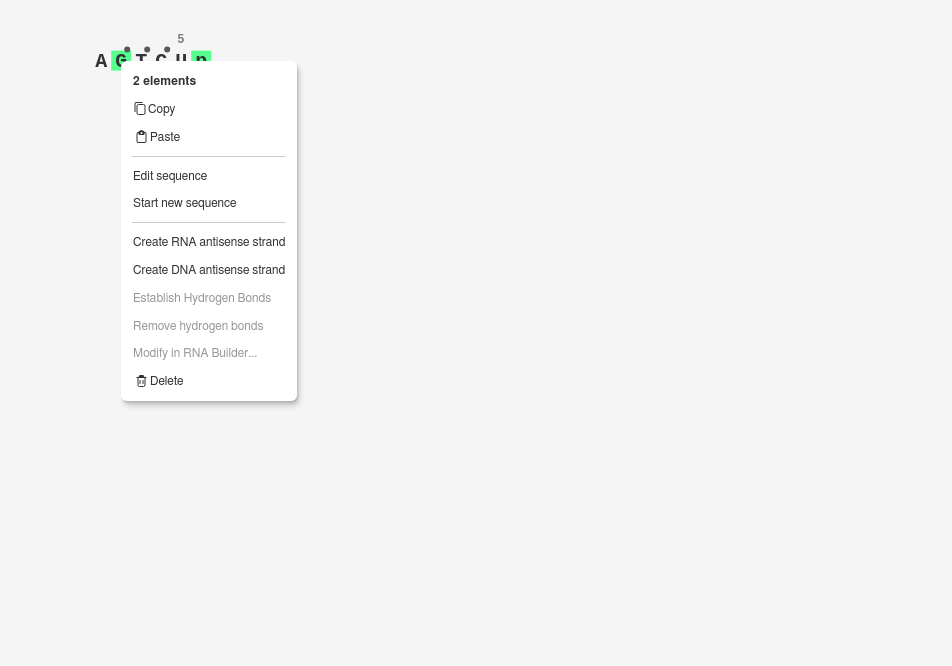 5
A G T C U p
2 elements
Copy
Paste
Edit sequence
Start new sequence
Create RNA antisense strand
Create DNA antisense strand
Establish Hydrogen Bonds
Remove hydrogen bonds
Modify in RNA Builder...
Delete